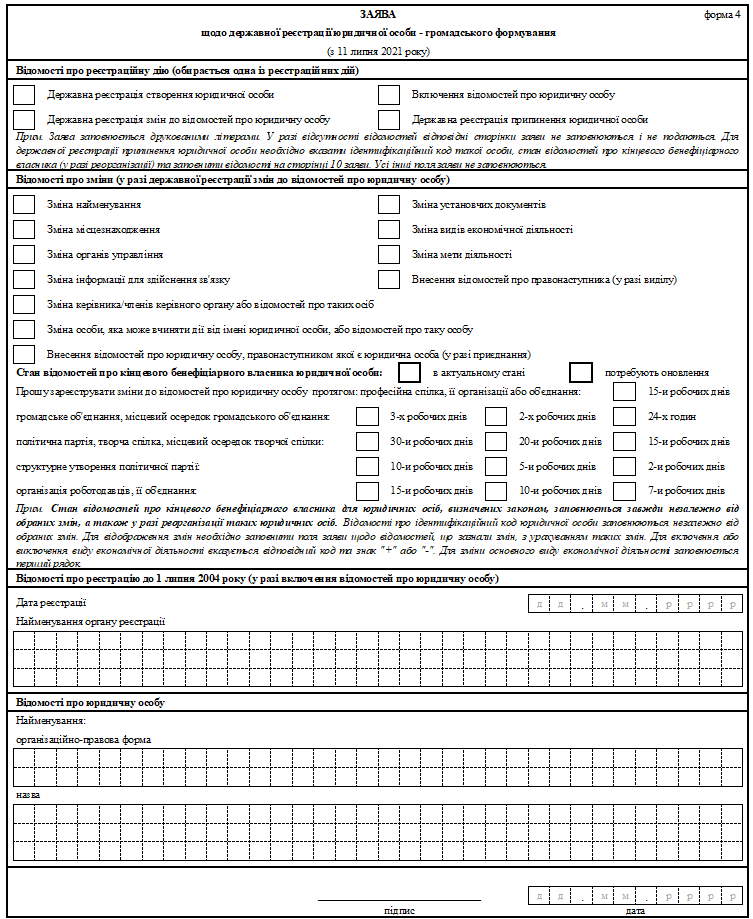 ЗАЯВА форма 4
щодо державної реєстрації юридичної особи - громадського формування
(з 11 липня 2021 року)
Відомості про реєстраційну дію (обирається одна із реєстраційних дій)
Державна реєстрація створення юридичної особи Включення відомостей про юридичну особу
Державна реєстрація змін до відомостей про юридичну особу Державна реєстрація припинення юридичної особи
Прим. Заява заповнюється друкованими літерами. У разі відсутності відомостей відповідні сторінки заяви не заповнюються і не подаються. Для
державної реєстрації припинення юридичної особи необхідно вказати ідентифікаційний код такої особи, стан відомостей про кінцевого бенефіціарного
власника (у разі реорганізації) та заповнити відомості на сторінці 10 заяви. Усі інші поля заяви не заповнюються.
Відомості про зміни (у разі державної реєстрації змін до відомостей про юридичну особу)
Зміна найменування Зміна установчих документів
Зміна місцезнаходження Зміна видів економічної діяльності
Зміна органів управління Зміна мети діяльності
Зміна інформації для здійснення зв'язку Внесення відомостей про правонаступника (у разі виділу)
Зміна керівника/членів керівного органу або відомостей про таких осіб
Зміна особи, яка може вчиняти дії від імені юридичної особи, або відомостей про таку особу
Внесення відомостей про юридичну особу, правонаступником якої є юридична особа (у разі приєднання)
Стан відомостей про кінцевого бенефіціарного власника юридичної особи: в актуальному стані потребують оновлення
Прошу зареєструвати зміни до відомостей про юридичну особу протягом: професійна спілка, її організації або об'єднання: 15-и робочих днів
громадське об'єднання, місцевий осередок громадського об'єднання: 3-х робочих днів 2-х робочих днів 24-х годин
політична партія, творча спілка, місцевий осередок творчої спілки: 30-и робочих днів 20-и робочих днів 15-и робочих днів
структурне утворення політичної партії: 10-и робочих днів 5-и робочих днів 2-и робочих днів
організація роботодавців, її об'єднання: 15-и робочих днів 10-и робочих днів 7-и робочих днів
Прим. Стан відомостей про кінцевого бенефіціарного власника для юридичних осіб, визначених законом, заповнюється завжди незалежно від
обраних змін, а також у разі реорганізації таких юридичних осіб. Відомості про ідентифікаційний код юридичної особи заповнюються незалежно від
обраних змін. Для відображення змін необхідно заповнити поля заяви щодо відомостей, що зазнали змін, з урахуванням таких змін. Для включення або
виключення виду економічної діяльності вказується відповідний код та знак "+" або "-". Для зміни основного виду економічної діяльності заповнюється
перший рядок.
Відомості про реєстрацію до 1 липня 2004 року (у разі включення відомостей про юридичну особу)
Дата реєстрації д д . м м . р р р р
Найменування органу реєстрації
Відомості про юридичну особу
Найменування:
організаційно-правова форма
назва
д д . м м . р р р р
підпис дата